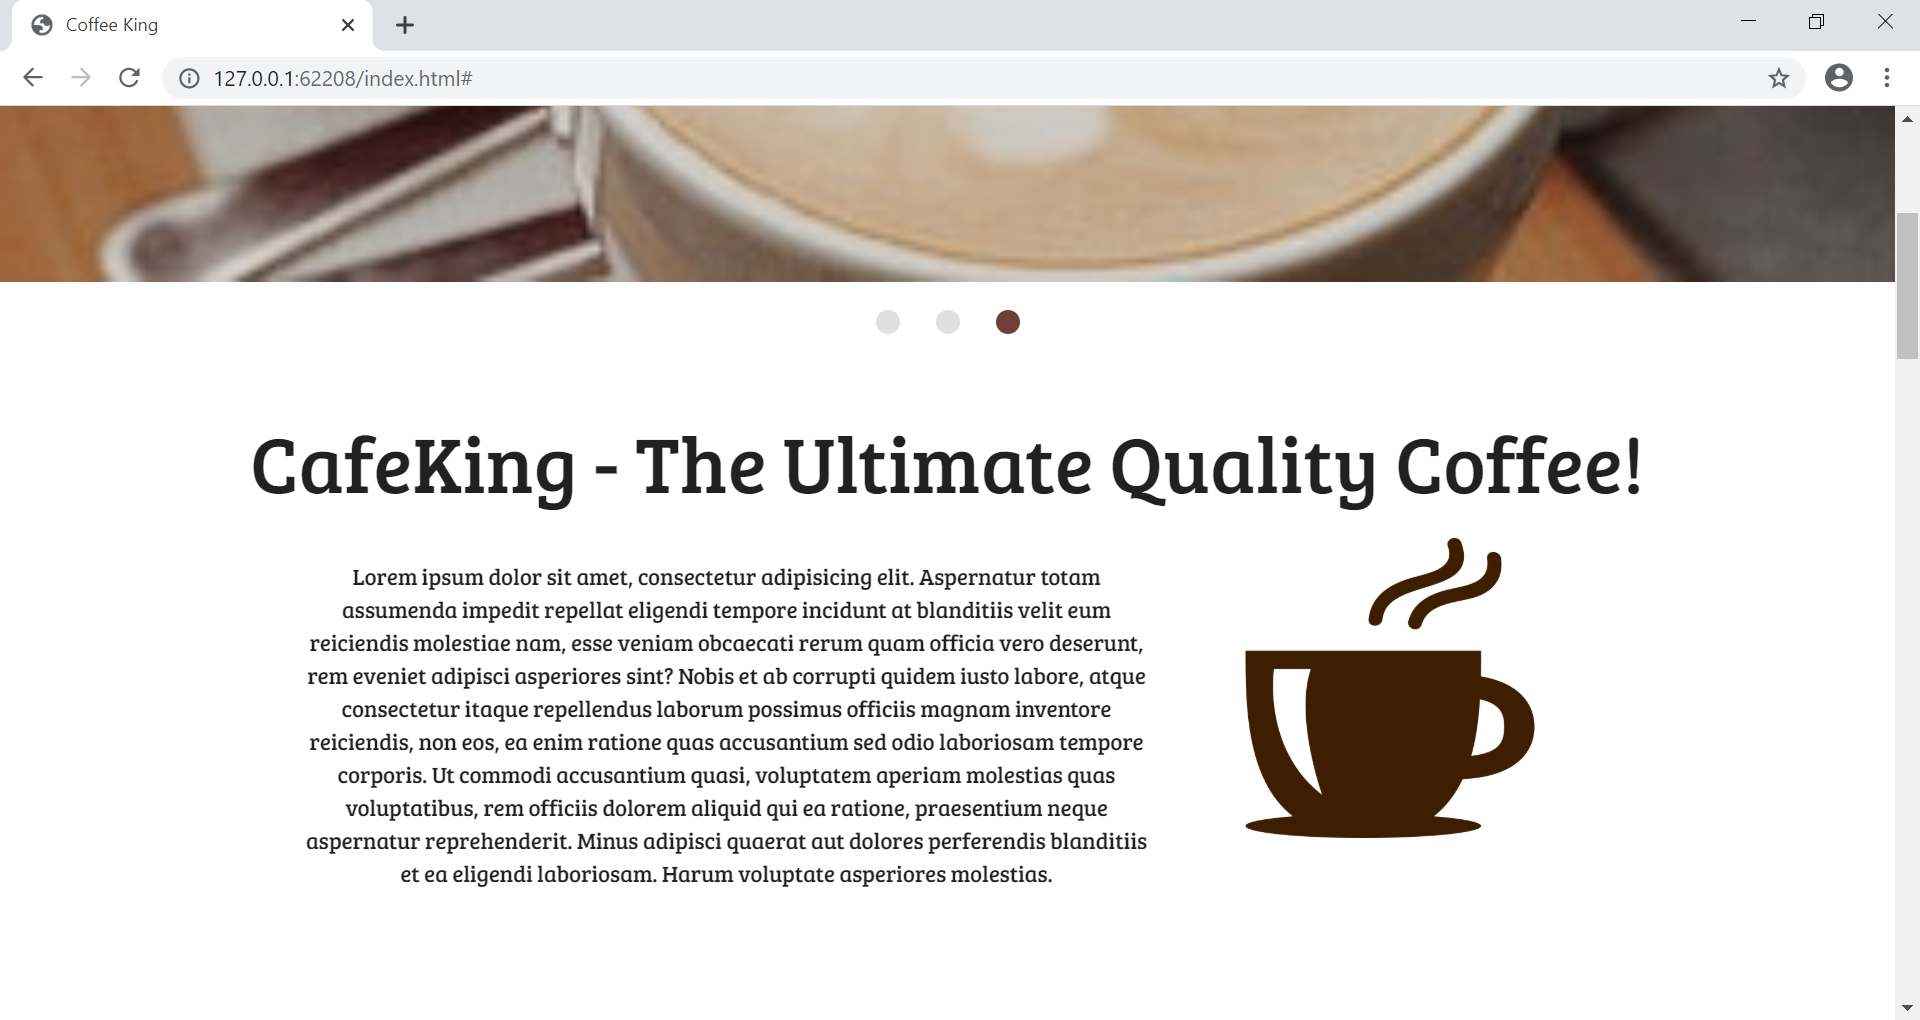 Coffee King
127.0.0.1:62208/index.html#
CafeKing - The Ultimate Quality Coffee!
Lorem ipsum dolor sit amet, consectetur adipisicing elit. Aspernatur totam
assumenda impedit repellat eligendi tempore incidunt at blanditiis velit eum
reiciendis molestiae nam, esse veniam obcaecati rerum quam officia vero deserunt,
rem eveniet adipisci asperiores sint? Nobis et ab corrupti quidem iusto labore, atque
consectetur itaque repellendus laborum possimus officiis magnam inventore
reiciendis, non eos, ea enim ratione quas accusantium sed odio laboriosam tempore
corporis. Ut commodi accusantium quasi, voluptatem aperiam molestias quas
voluptatibus, rem officiis dolorem aliquid qui ea ratione, praesentium neque
aspernatur reprehenderit. Minus adipisci quaerat aut dolores perferendis blanditiis
et ea eligendi laboriosam. Harum voluptate asperiores molestias.